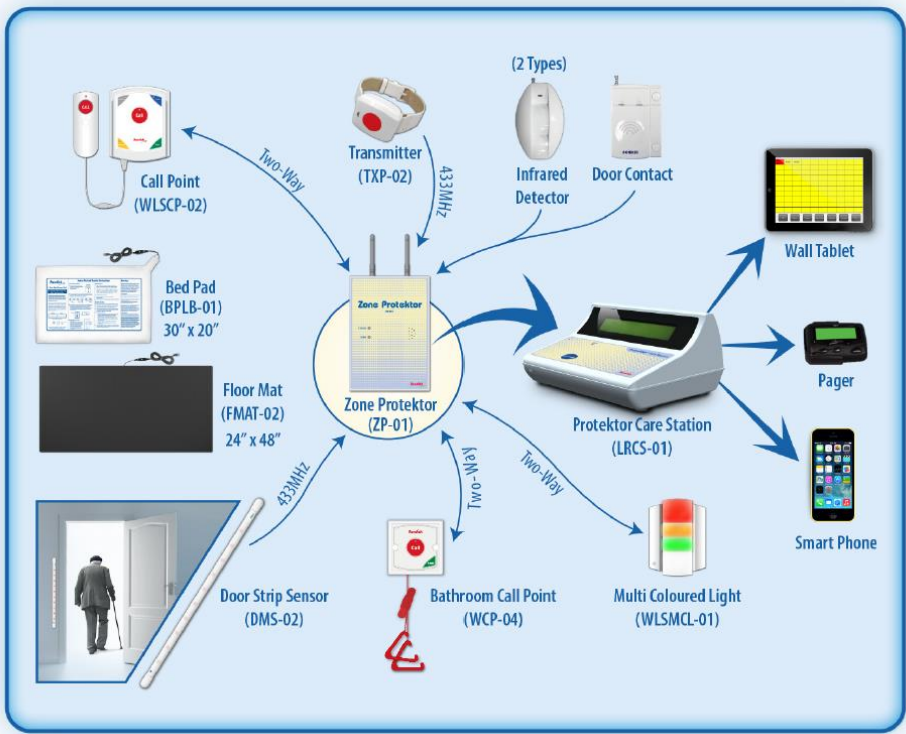 (2 Types)
Call
Call
Two-Way
Call Point
(WLSCP-02)
Transmitter
(TXP-02)
433MHz
Infrared
Detector
Door Contact
Wall Tablet
Bed Pad
(BPLB-01)
30” x 20”
Zone Protektor
Zone Protektor
(ZP-01)
Floor Mat
(FMAT-02)
24” x 48”
Protektor Care Station
(LRCS-01)
Pager
433MHz
Two-Way
Two-Way
Smart Phone
Door Strip Sensor
(DMS-02)
Call
Bathroom Call Point
(WCP-04)
Multi Coloured Light
(WLSMCL-01)